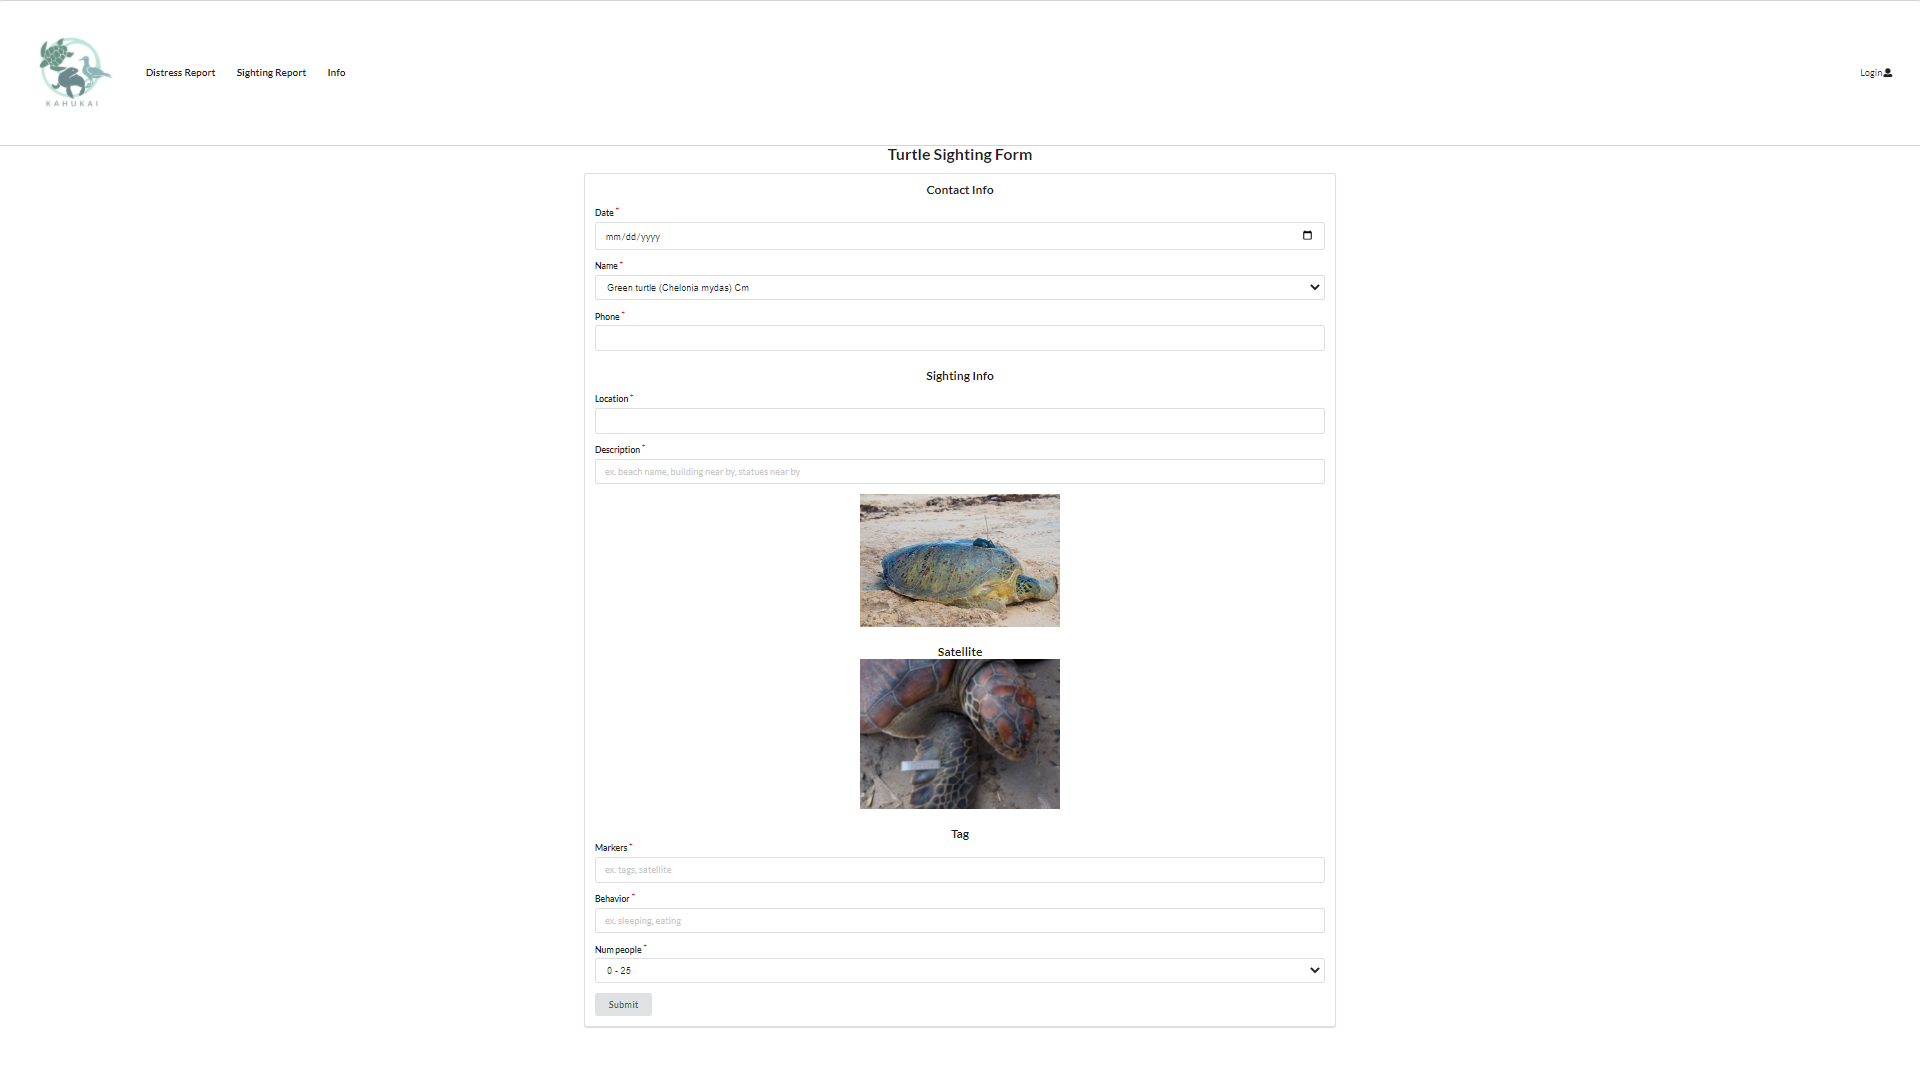 KAHUKAI
Distress Report
Sighting Report
Info
Login
Turtle Sighting Form
Contact Info
Date *
mm/dd/yyyy
Name *
Green turtle (Chelonia mydas) Cm
Phone *
Sighting Info
Location *
Description *
ex. beach name, building near by, statues near by
Satellite
Tag
Markers *
ex. tags, satellite
Behavior *
ex. sleeping, eating
Num people *
0 - 25
Submit